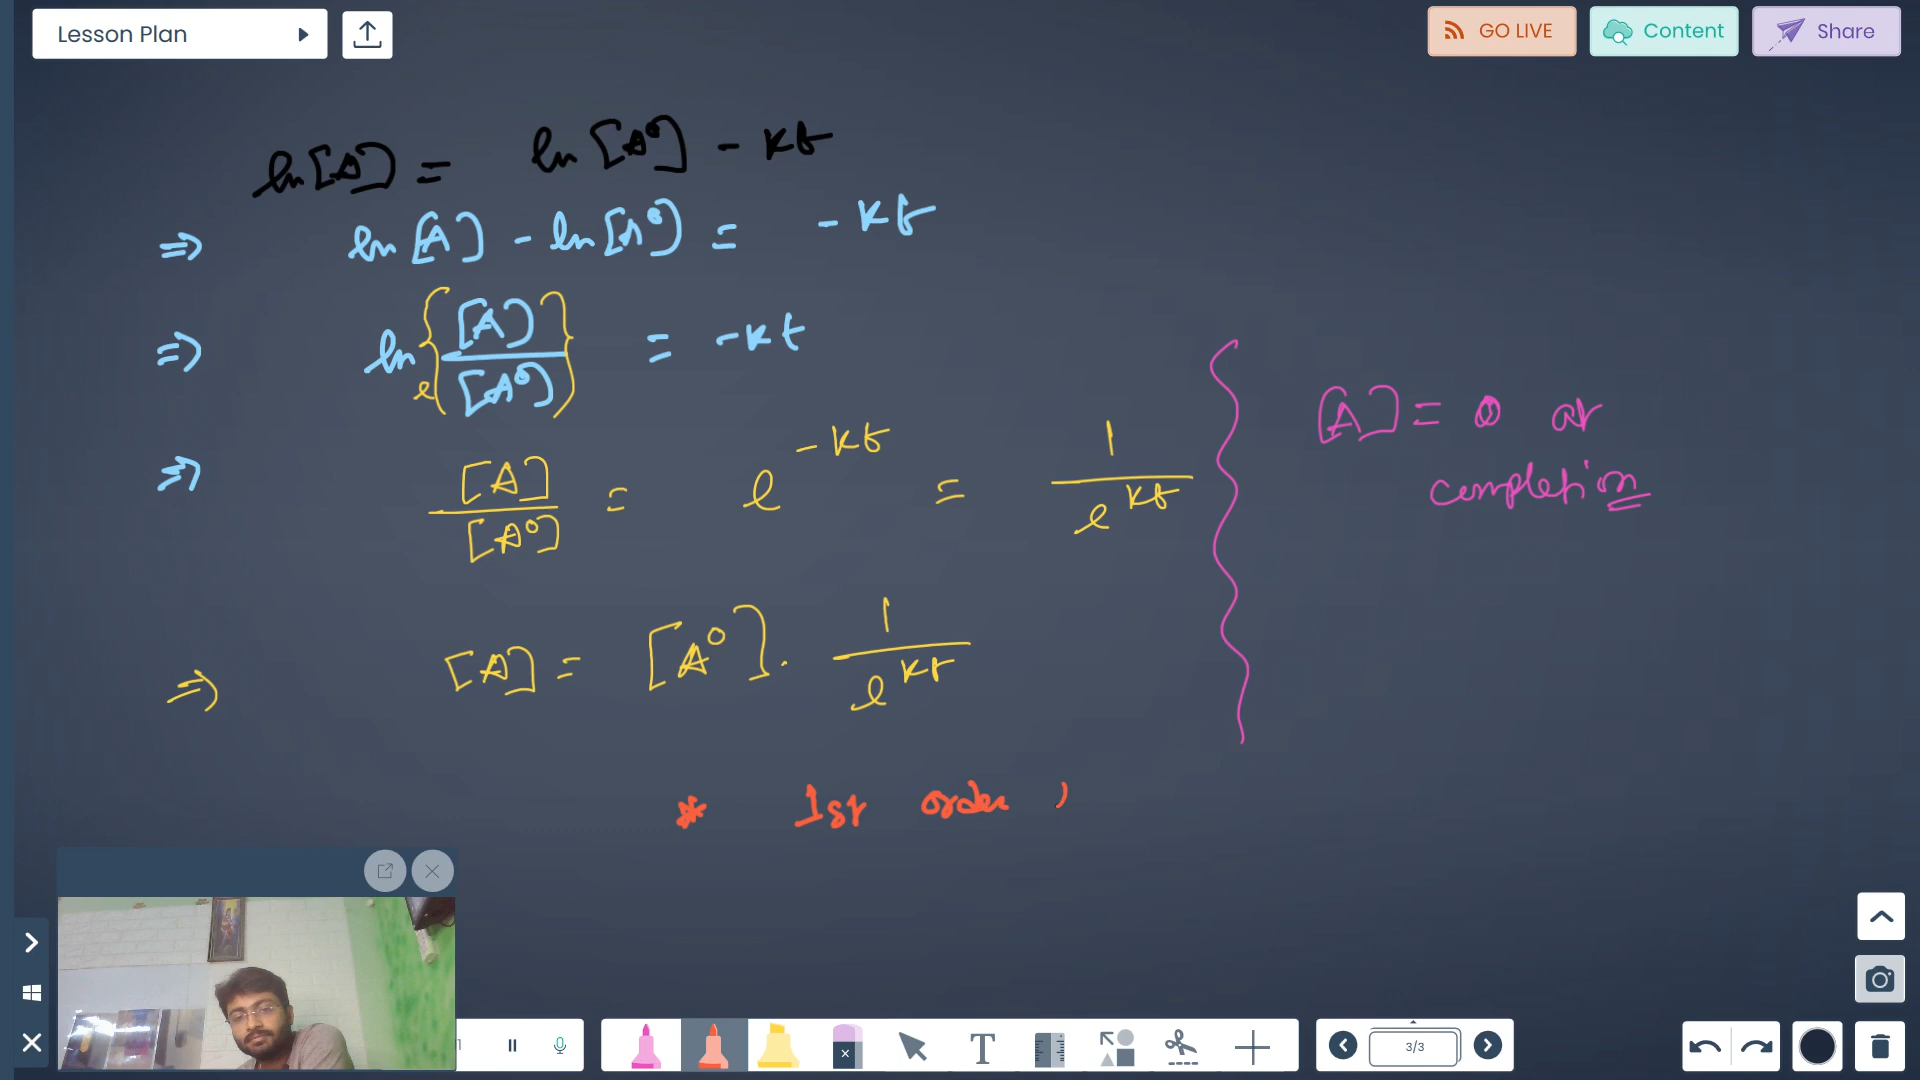 Lesson Plan
GO LIVE
Content
Share
ln[A] = ln[A°] - kt
⇒ ln[A] - ln[A°] = -kt
⇒ ln e{[A]/[A°]} = -kt
⇒ [A]/[A°] = e^-kt = 1/e^kt
⇒ [A] = [A°]. 1/e^kt
[A] = 0 at
completion
* 1st order
T
3/3